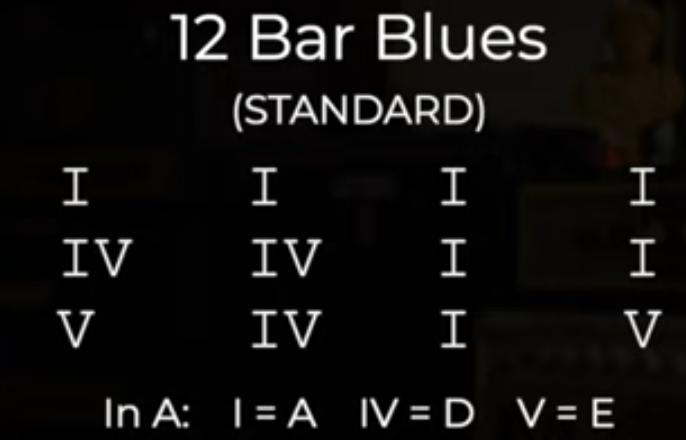 12 Bar Blues
(STANDARD)
I I I I
IV IV I I
V IV I V
In A: I = A IV = D V = E